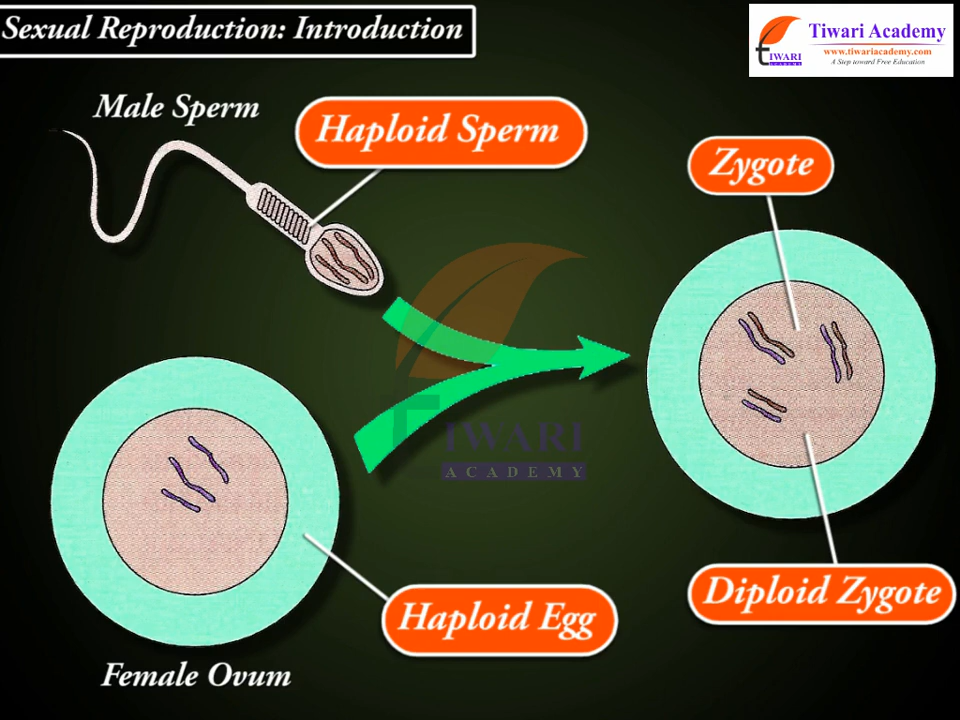 Sexual Reproduction: Introduction
Tiwari Academy
www.tiwariacademy.com
A Step toward Free Education
tIWARI
ACADEMY
Male Sperm
Haploid Sperm
Zygote
tIWARI
ACADEMY
Haploid Egg
Diploid Zygote
Female Ovum